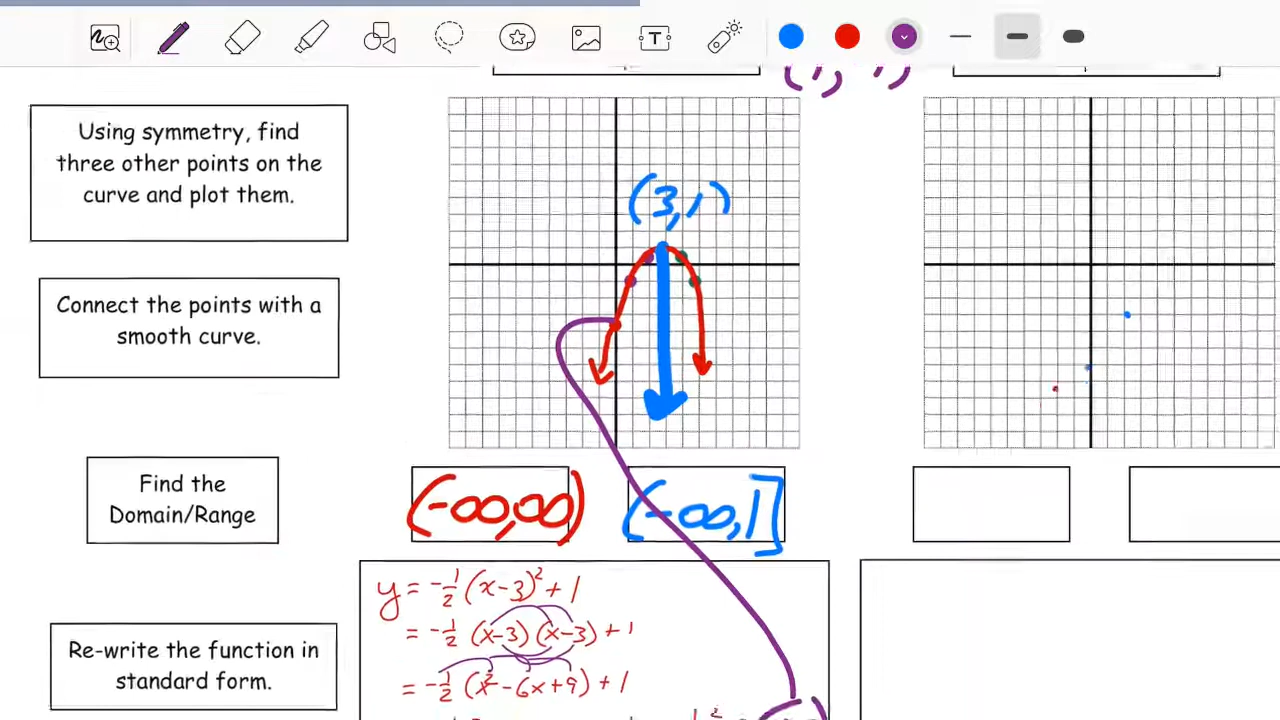 T
(1, -1)
Using symmetry, find
three other points on the
curve and plot them.
(3,1)
Connect the points with a
smooth curve.
Find the
Domain/Range
(-∞,∞)
(-∞,1]
y = -1/2 (x-3)² + 1
= -1/2 (x-3)(x-3) + 1
= -1/2 (x² - 6x + 9) + 1
Re-write the function in
standard form.